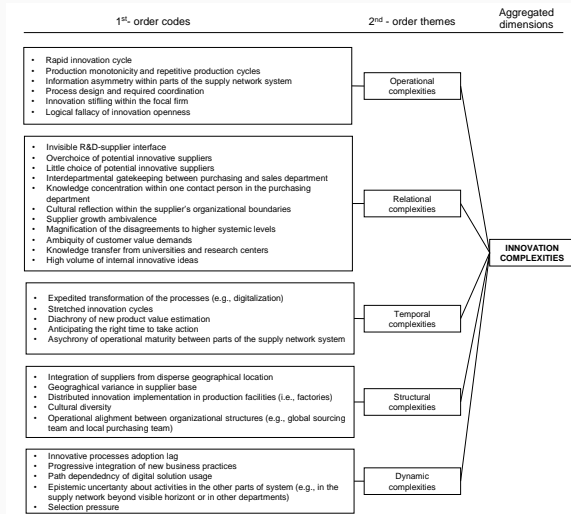 1st- order codes
2nd - order themes
Aggregated
dimensions
• Rapid innovation cycle
• Production monotonicity and repetitive production cycles
• Information asymmetry within parts of the supply network system
• Process design and required coordination
• Innovation stifling within the focal firm
• Logical fallacy of innovation openness
Operational
complexities
• Invisible R&D-supplier interface
• Overchoice of potential innovative suppliers
• Little choice of potential innovative suppliers
• Interdepartmental gatekeeping between purchasing and sales department
• Knowledge concentration within one contact person in the purchasing
department
• Cultural reflection within the supplier's organizational boundaries
• Supplier growth ambivalence
• Magnification of the disagreements to higher systemic levels
• Ambiquity of customer value demands
• Knowledge transfer from universities and research centers
• High volume of internal innovative ideas
Relational
complexities
INNOVATION
COMPLEXITIES
• Expedited transformation of the processes (e.g., digitalization)
• Stretched innovation cycles
• Diachrony of new product value estimation
• Anticipating the right time to take action
• Asychrony of operational maturity between parts of the supply network system
Temporal
complexities
• Integration of suppliers from disperse geographical location
• Geograghical variance in supplier base
• Distributed innovation implementation in production facilities (i.e., factories)
• Cultural diversity
• Operational alighment between organizational structures (e.g., global sourcing
team and local purchasing team)
Structural
complexities
• Innovative processes adoption lag
• Progressive integration of new business practices
• Path dependedncy of digital solution usage
• Epistemic uncertanty about activities in the other parts of system (e.g., in the
supply network beyond visible horizont or in other departments)
• Selection pressure
Dynamic
complexities